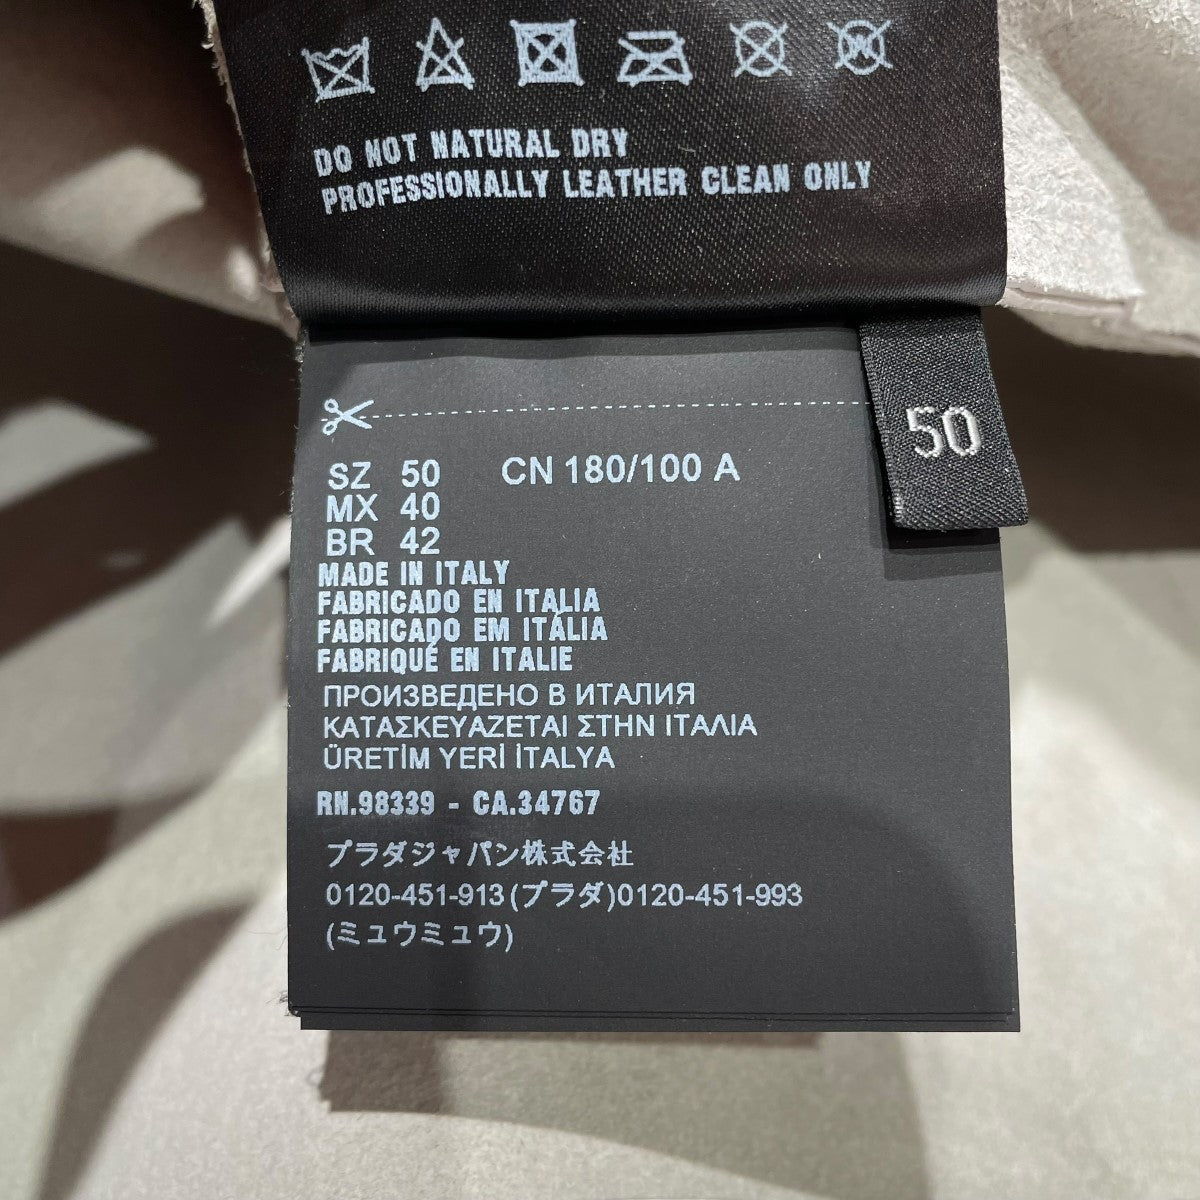 DO NOT NATURAL DRY
PROFESSIONALLY LEATHER CLEAN ONLY
50
SZ 50 CN 180/100 A
MX 40
BR 42
MADE IN ITALY
FABRICADO EN ITALIA
FABRICADO EM ITÁLIA
FABRIQUÉ EN ITALIE
ПРОИЗВЕДЕНО В ИТАЛИЯ
ΚΑΤΑΣΚΕΥΑΖΕΤΑΙ ΣΤΗΝ ΙΤΑΛΙΑ
ÜRETİM YERİ İTALYA
RN.98339 - CA.34767
プラダジャパン株式会社
0120-451-913(プラダ)0120-451-993
(ミュウミュウ)